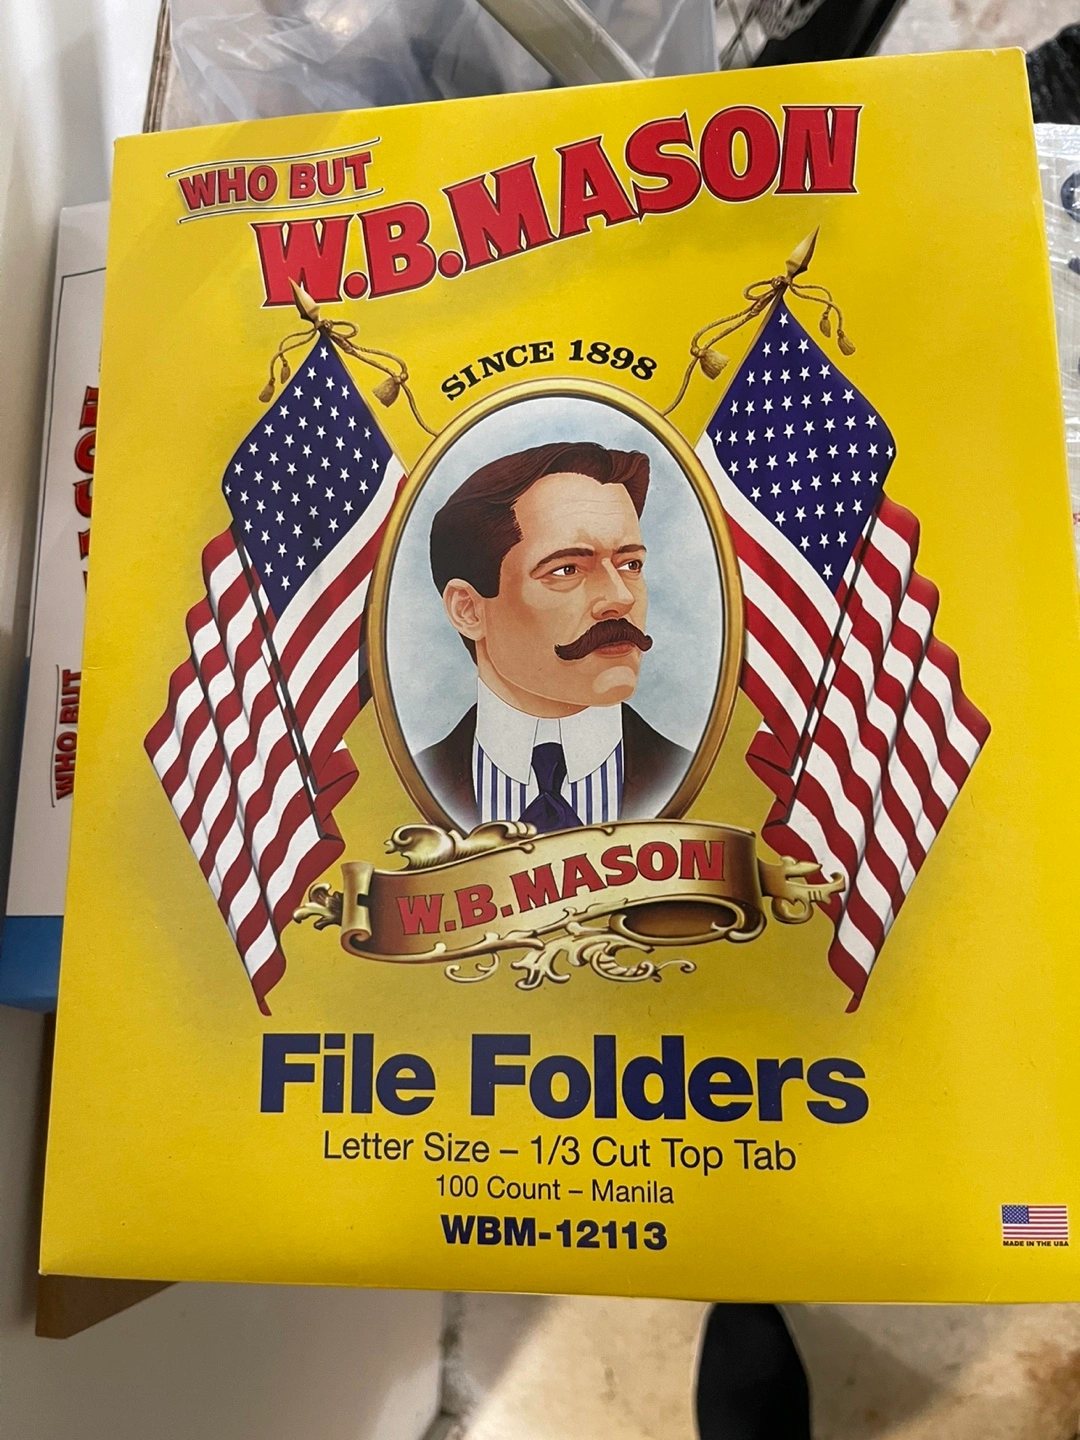 WHO BUT
W.B.MASON
SINCE 1898
W.B.MASON
File Folders
Letter Size – 1/3 Cut Top Tab
100 Count – Manila
WBM-12113
MADE IN THE USA
WHO BUT